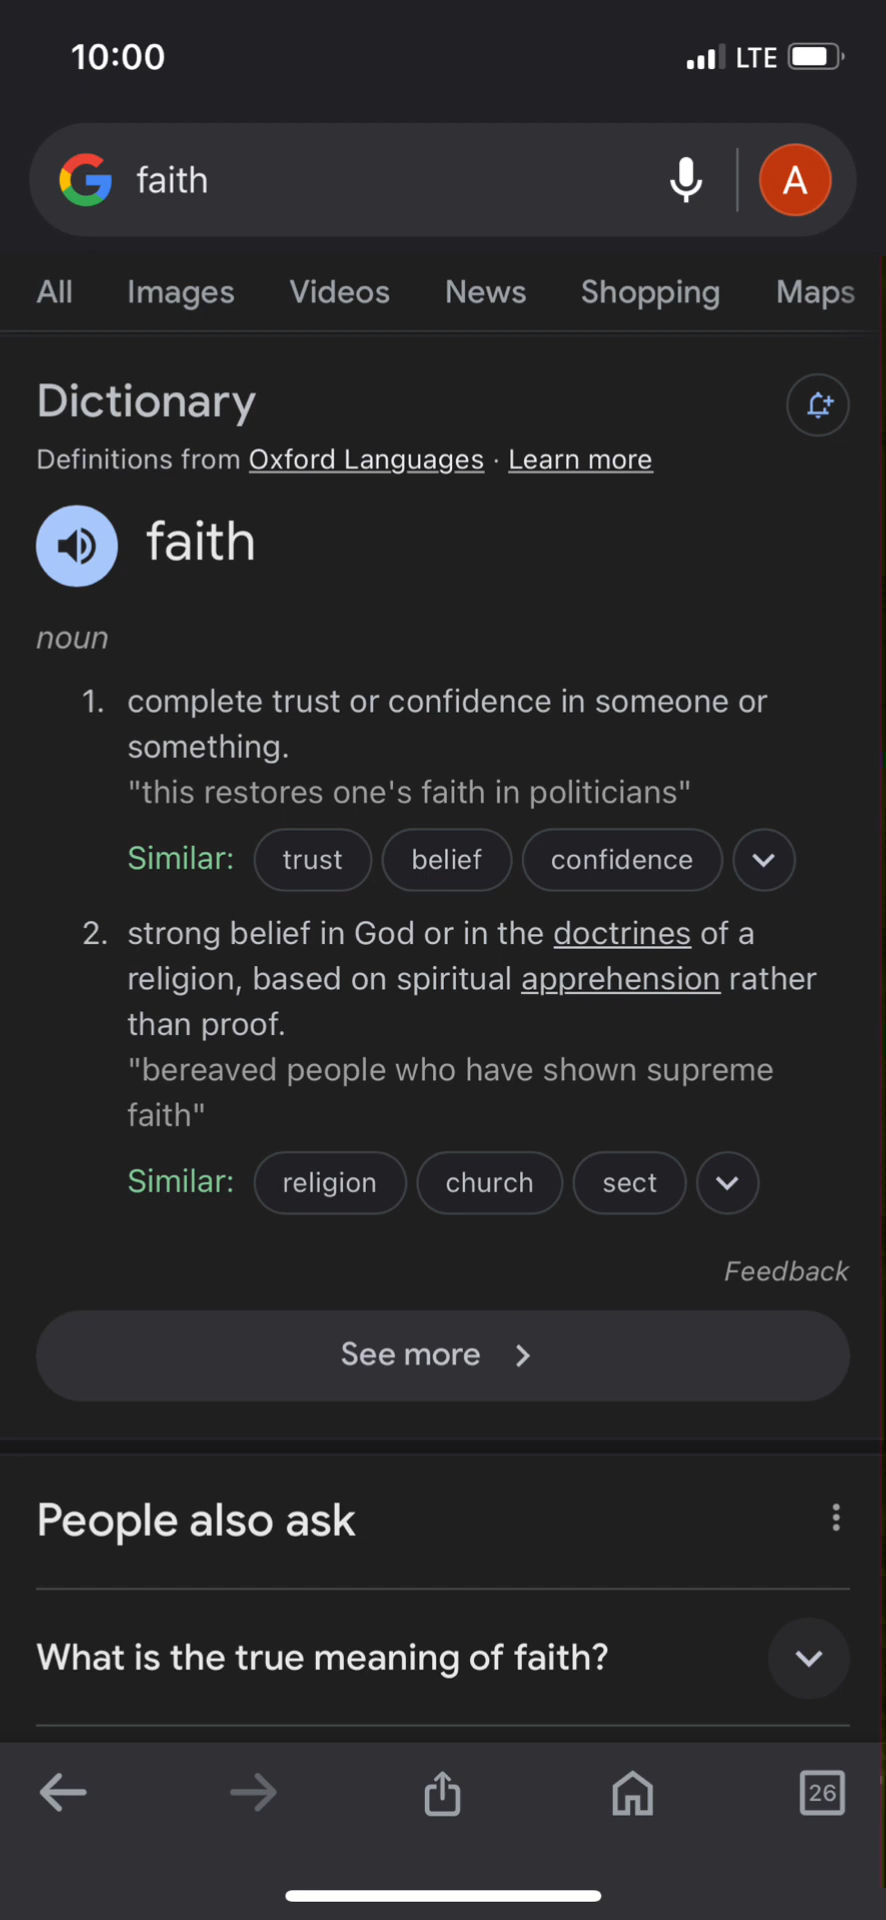 10:00 LTE
faith A
All Images Videos News Shopping Maps
Dictionary
Definitions from Oxford Languages · Learn more
faith
noun
1. complete trust or confidence in someone or
something.
"this restores one's faith in politicians"
Similar: trust belief confidence
2. strong belief in God or in the doctrines of a
religion, based on spiritual apprehension rather
than proof.
"bereaved people who have shown supreme
faith"
Similar: religion church sect
Feedback
See more
People also ask
What is the true meaning of faith?
26